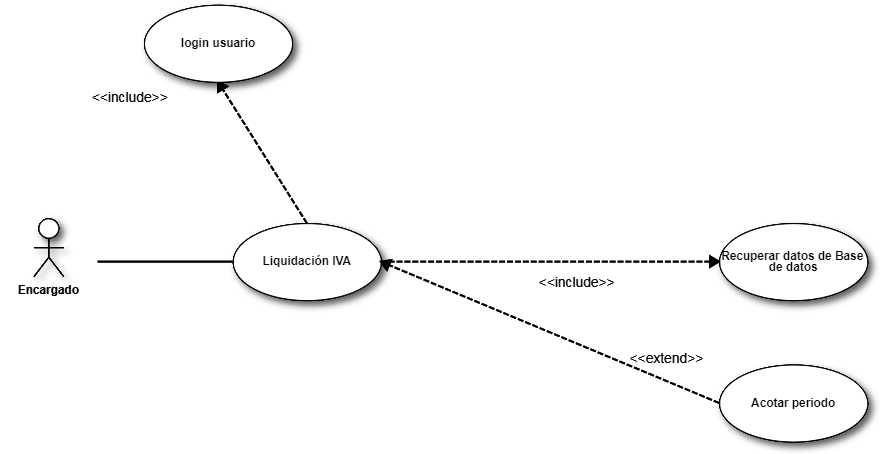 login usuario
<<include>>
Liquidación IVA
Recuperar datos de Base
de datos
<<include>>
Encargado
<<extend>>
Acotar periodo